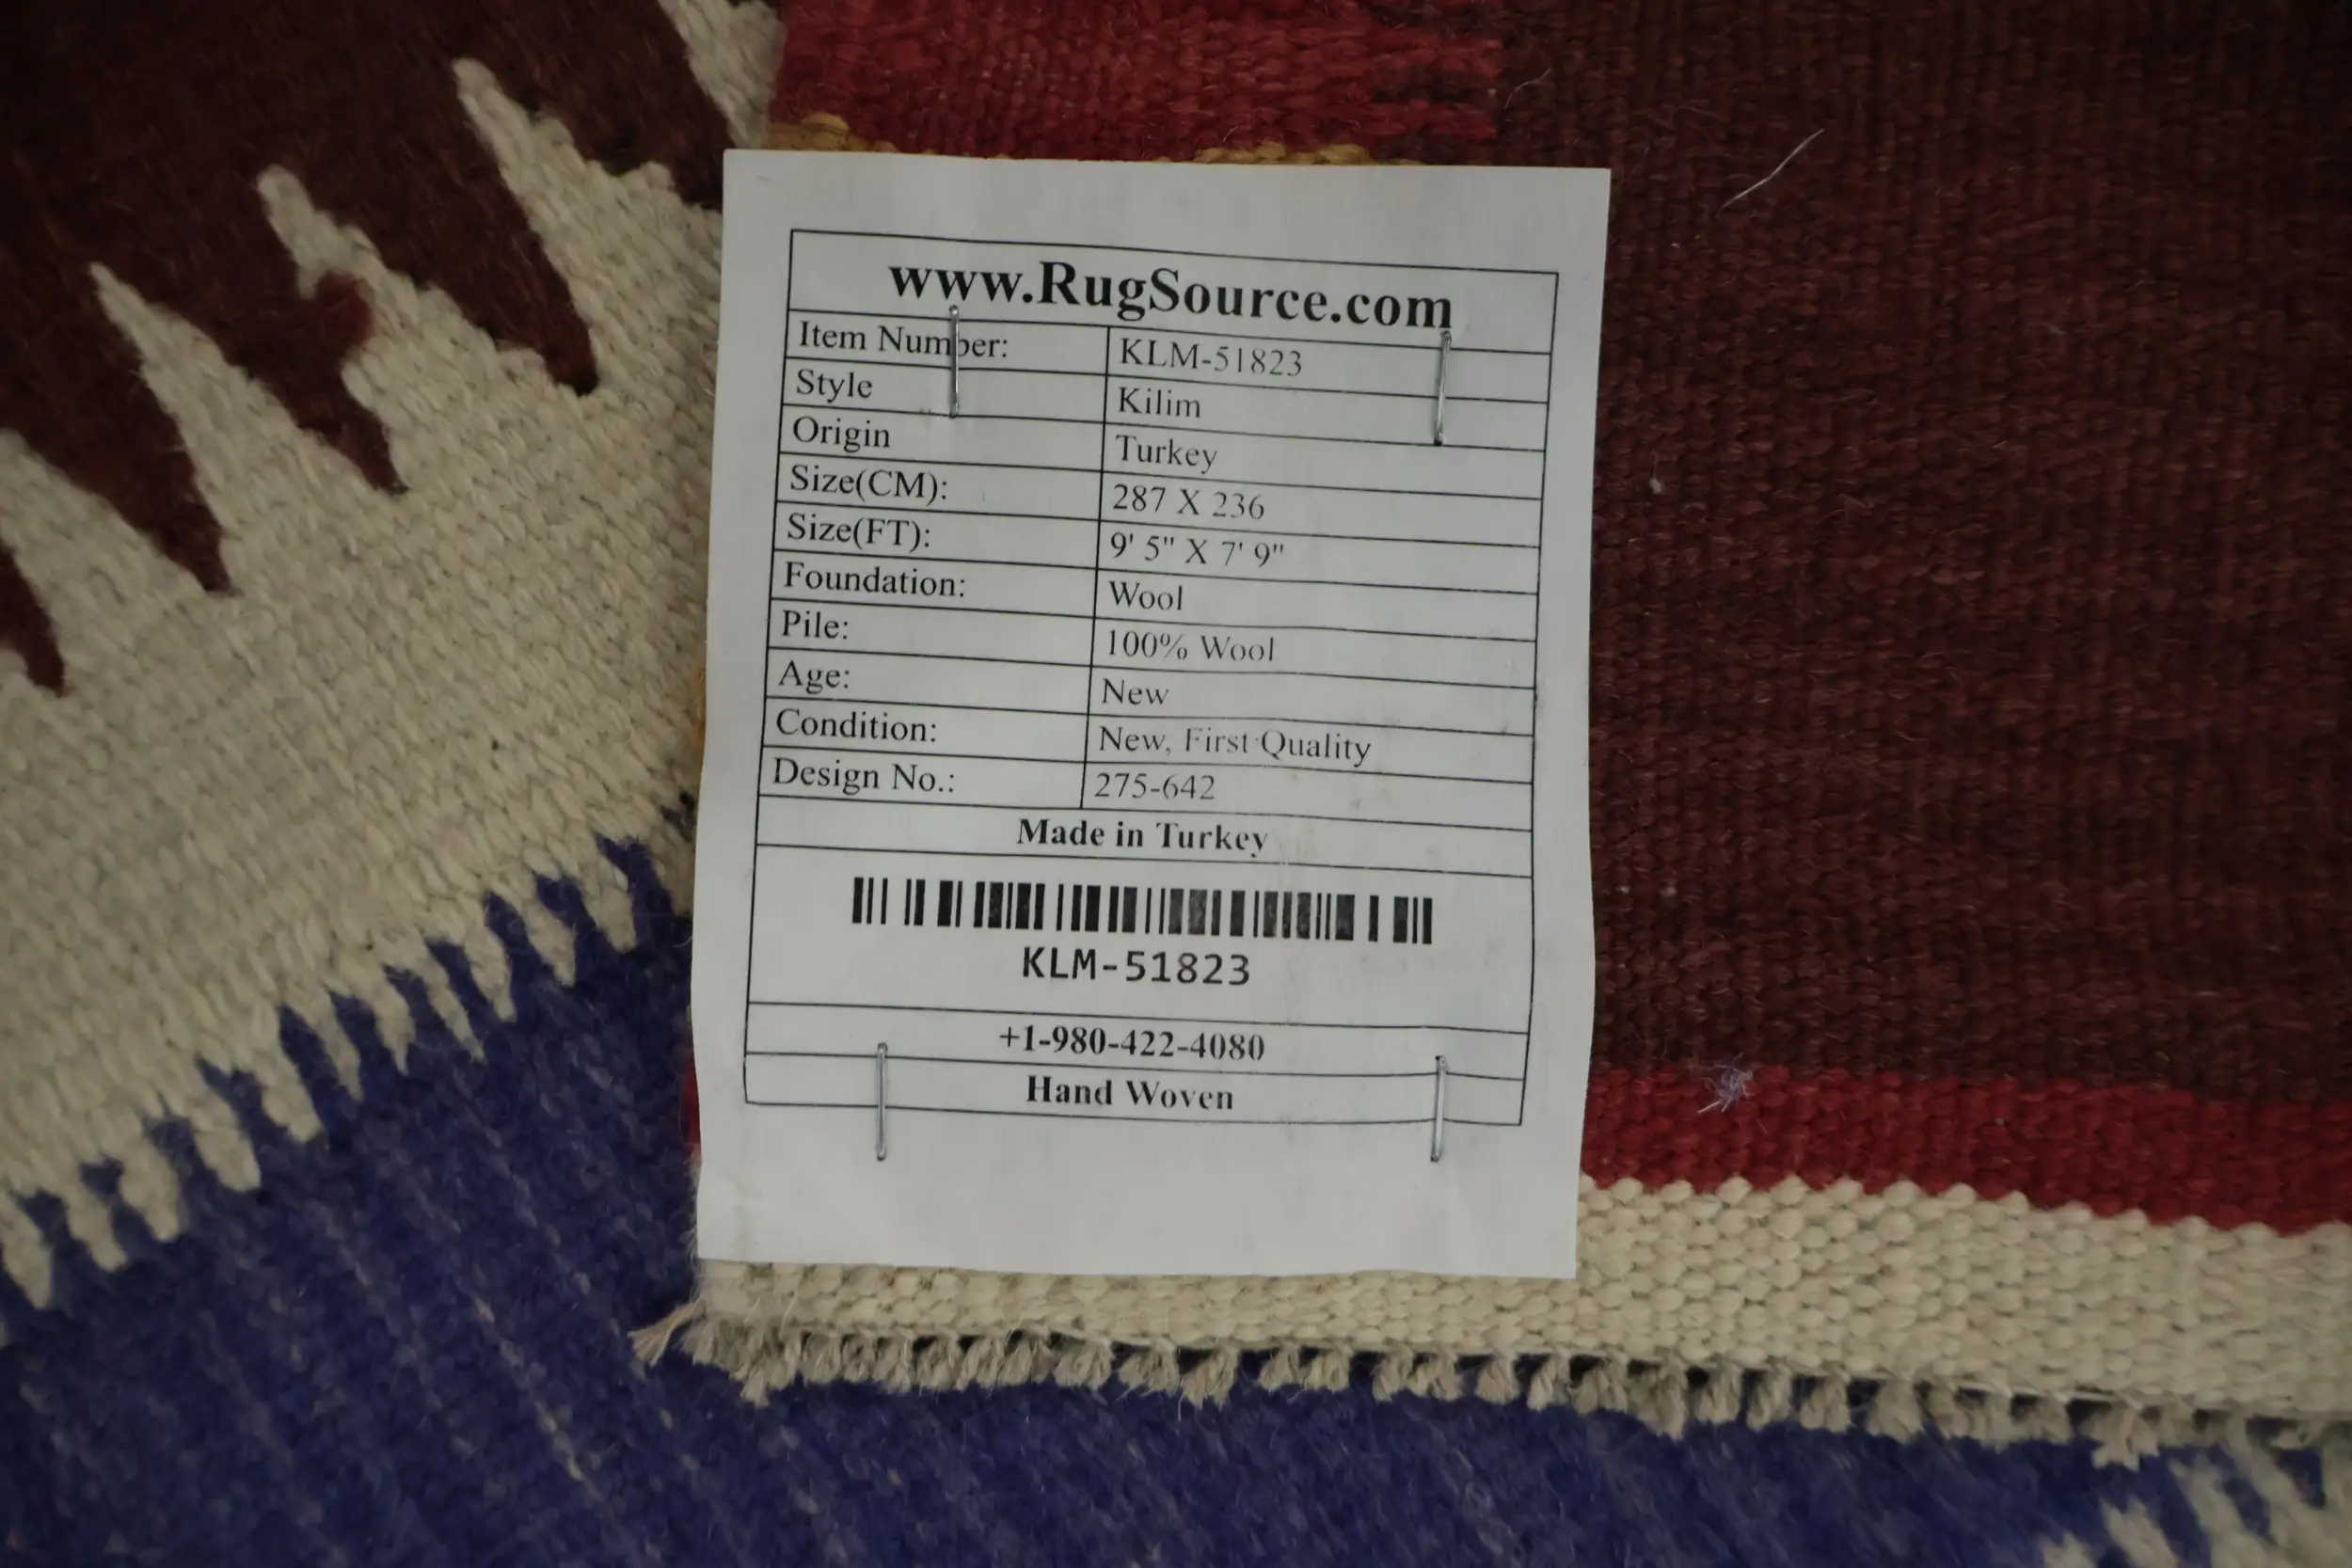 www.RugSource.com
Item Number: KLM-51823
Style Kilim
Origin Turkey
Size(CM): 287 X 236
Size(FT): 9' 5" X 7' 9"
Foundation: Wool
Pile: 100% Wool
Age: New
Condition: New, First Quality
Design No.: 275-642
Made in Turkey
KLM-51823
+1-980-422-4080
Hand Woven